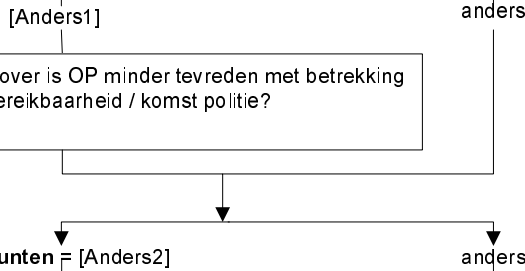 [Anders1]
anders
over is OP minder tevreden met betrekking
ereikbaarheid / komst politie?
unten = [Anders2]
anders